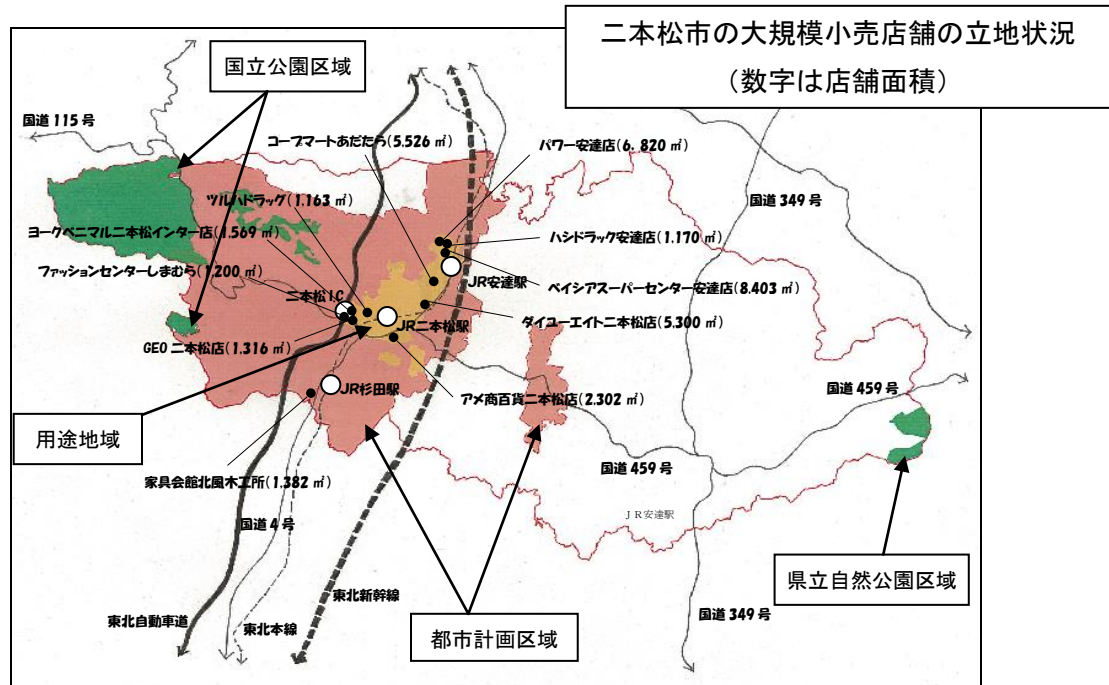 二本松市の大規模小売店舗の立地状況
(数字は店舗面積)
国立公園区域
国道 115 号
コープマートあだたら(5.526 ㎡)
パワー安達店(6. 820 ㎡)
国道 349 号
ツルハドラッグ(1.163 ㎡)
ヨークベニマル二本松インター店
(1.569 ㎡)
ハシドラック安達店(1.170 ㎡)
ファッションセンターしまむら(1.200 ㎡)
JR安達駅
二本松 I.C
ベイシアスーパーセンター安達店(8.403 ㎡)
JR二本松駅
ダイユーエイト二本松店(5.300 ㎡)
GEO 二本松店(1.316 ㎡)
JR杉田駅
アメ商百貨二本松店(2.302 ㎡)
国道 459 号
用途地域
国道 459 号
家具会館北風木工所(1.382 ㎡)
国道 4 号
JR安達駅
県立自然公園区域
東北新幹線
東北自動車道
東北本線
都市計画区域
国道 349 号